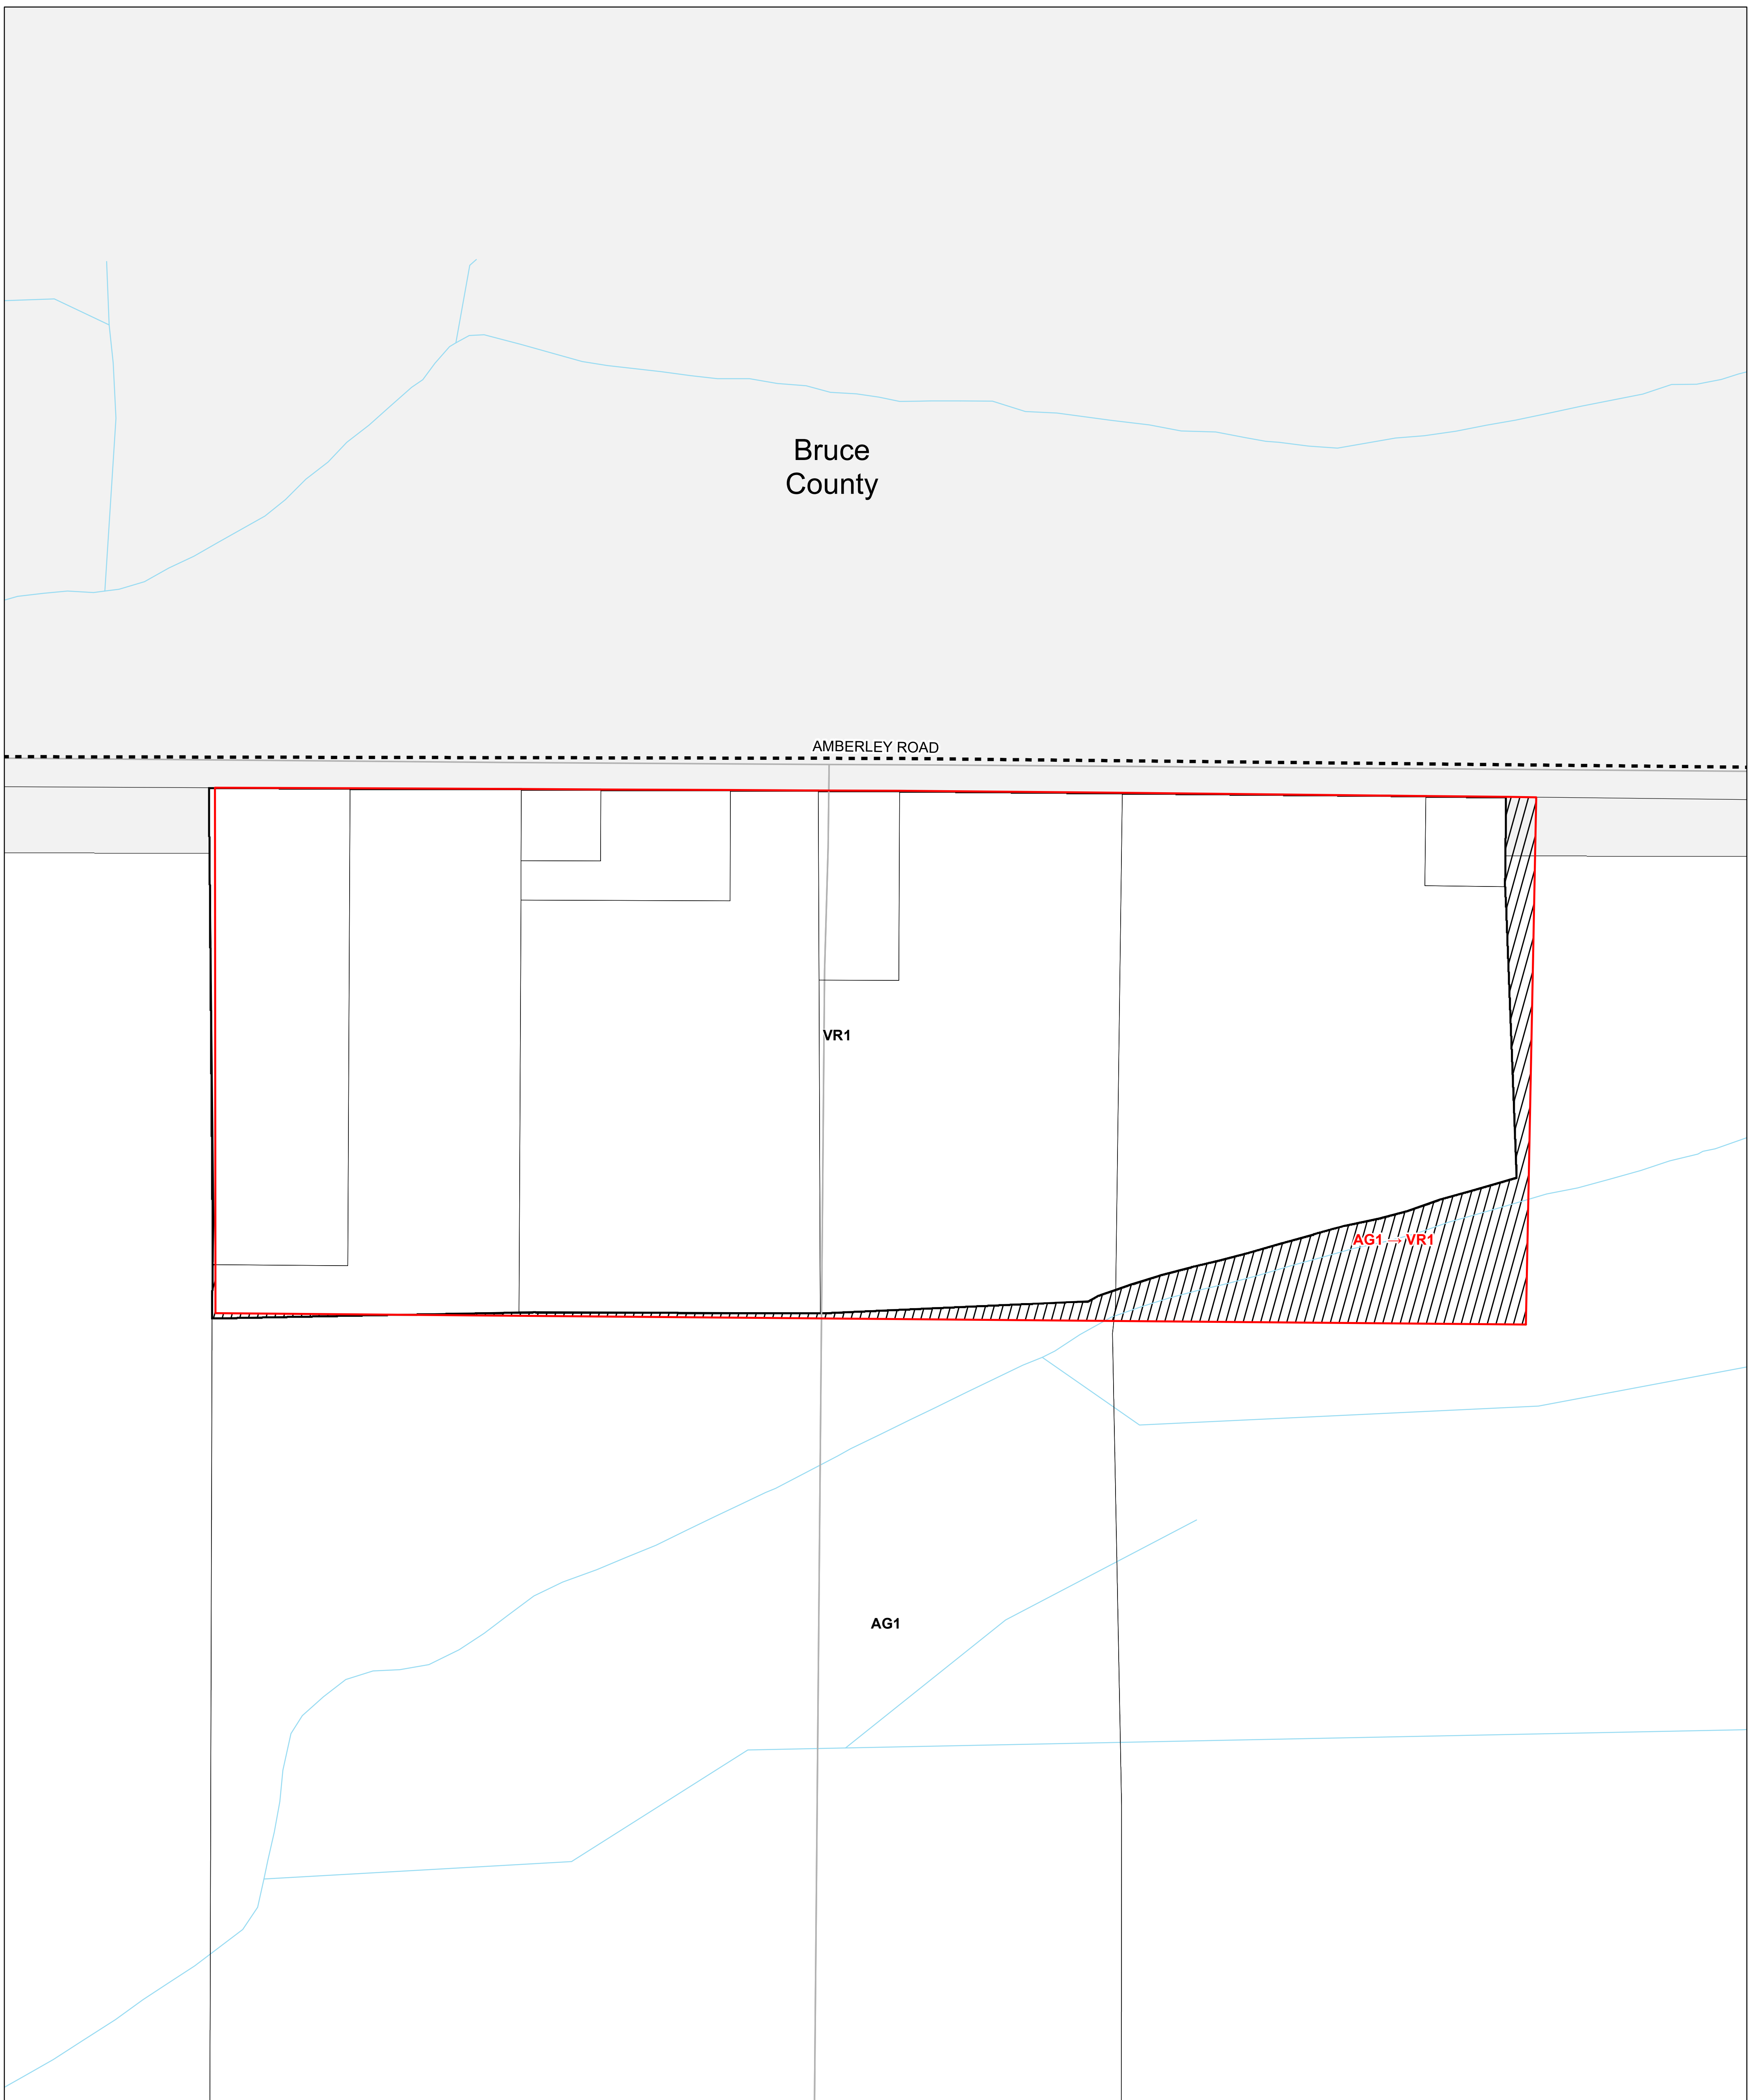 Bruce
County
AMBERLEY ROAD
VR1
AG1 → VR1
AG1